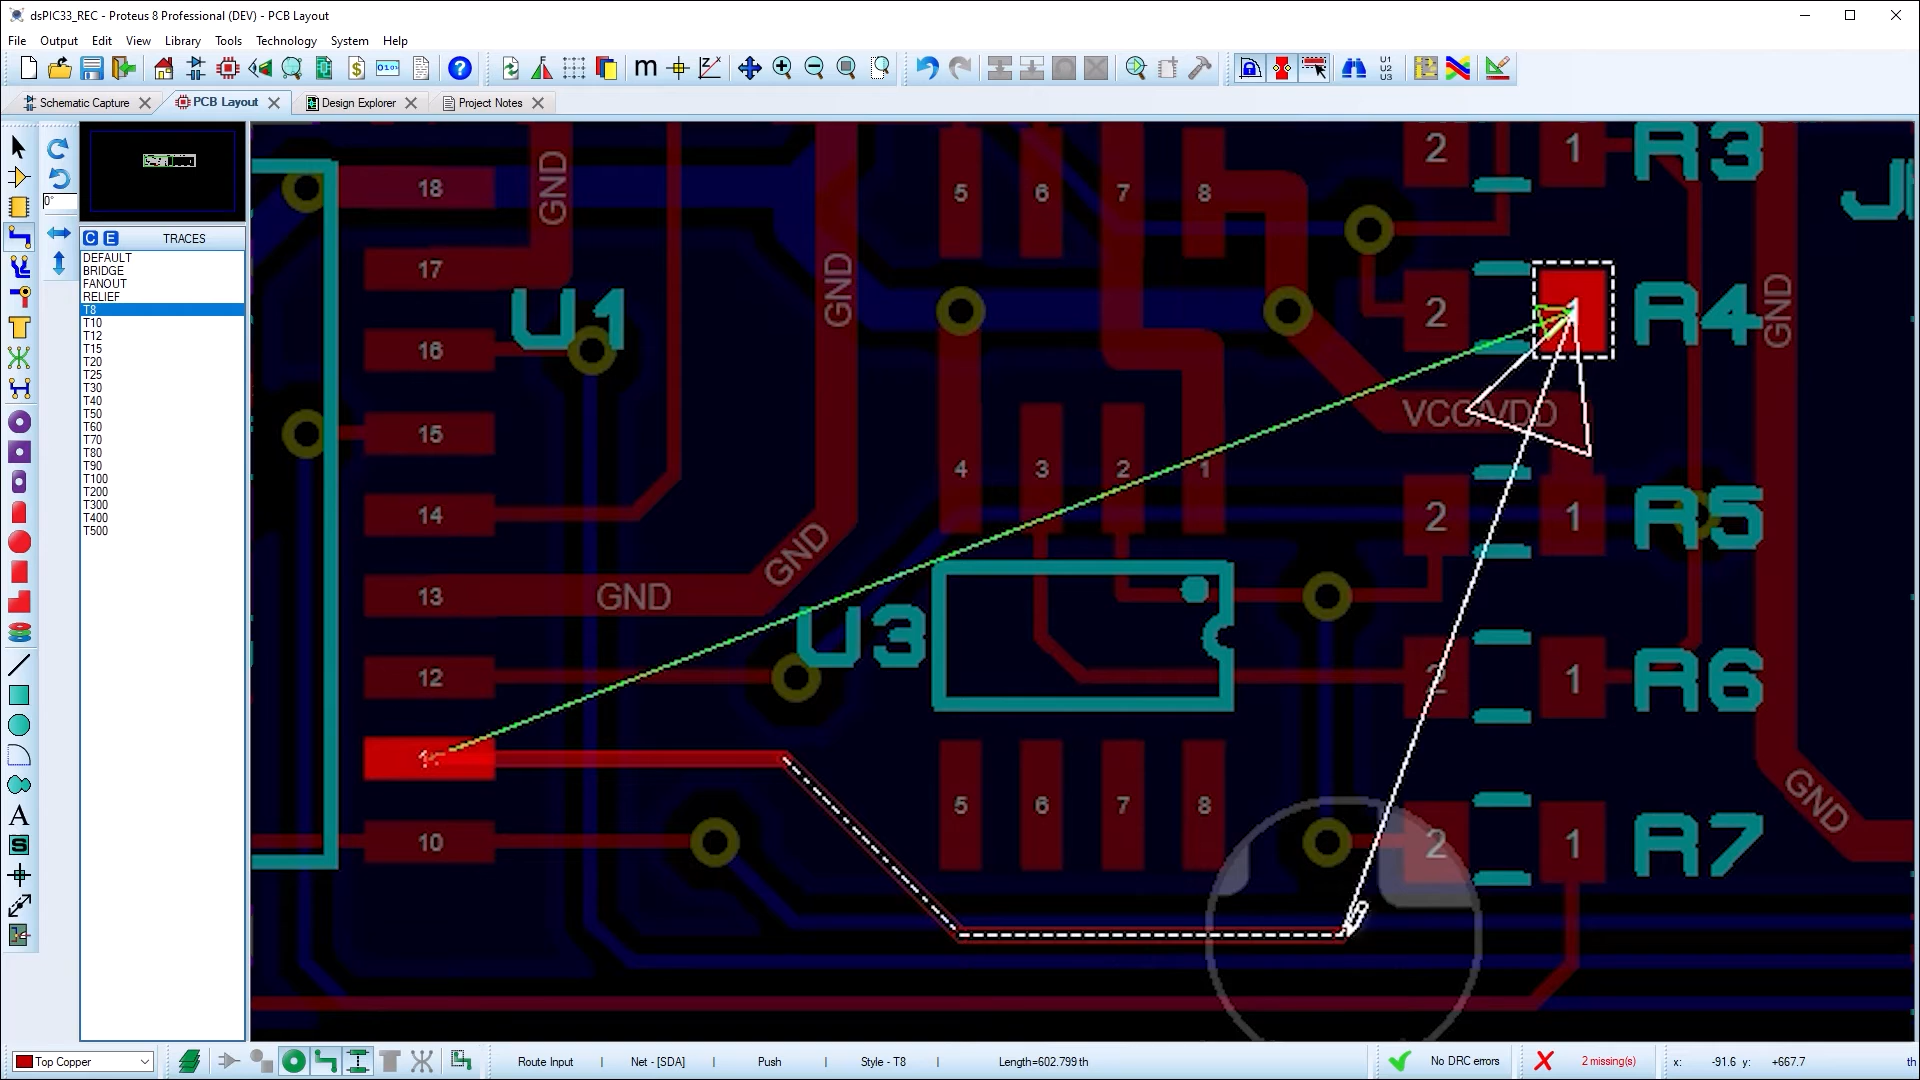 dsPIC33_REC - Proteus 8 Professional (DEV) - PCB Layout
File Output Edit View Library Tools Technology System Help
Schematic Capture PCB Layout Design Explorer Project Notes
0°
C E TRACES
DEFAULT
BRIDGE
FANOUT
RELIEF
T8
T10
T12
T15
T20
T25
T30
T40
T50
T60
T70
T80
T90
T100
T200
T300
T400
T500
18
17
16
15
14
13
12
10
GND
GND
GND
GND
U1
U3
5 6 7 8
4 3 2 1
5 6 7 8
2 1 R3
2 R4
VCC/VDD
2 1 R5
2 1 R6
2 1 R7
GND
GND
Top Copper
Route Input | Net - [SDA] | Push | Style - T8 | Length=602.799 th
No DRC errors
2 missing(s)
x: -91.6 y: +667.7 th